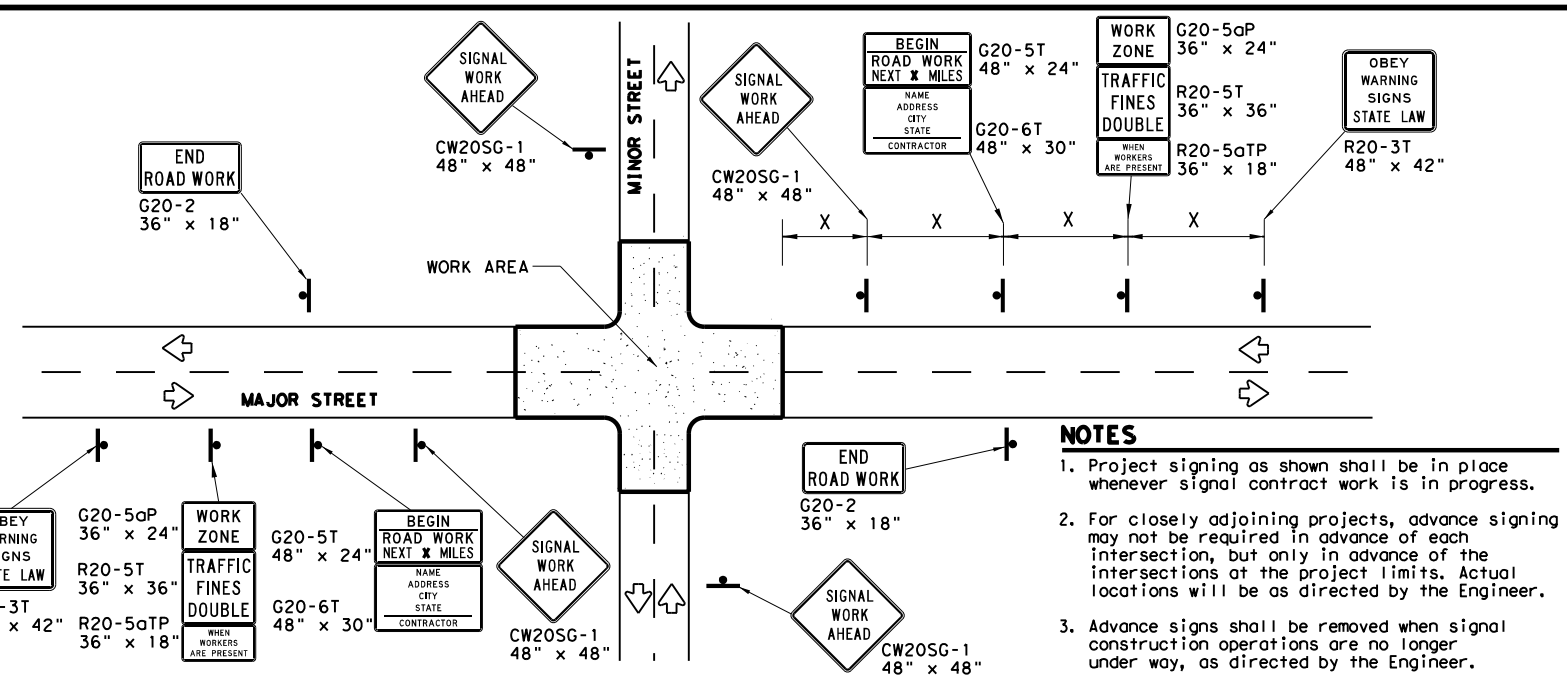 SIGNAL
WORK
AHEAD
CW20SG-1
48" x 48"
MINOR STREET
SIGNAL
WORK
AHEAD
CW20SG-1
48" x 48"
BEGIN
ROAD WORK
NEXT X MILES
NAME
ADDRESS
CITY
STATE
CONTRACTOR
G20-5T
48" x 24"
G20-6T
48" x 30"
WORK
ZONE
TRAFFIC
FINES
DOUBLE
WHEN
WORKERS
ARE PRESENT
G20-5aP
36" x 24"
R20-5T
36" x 36"
R20-5aTP
36" x 18"
OBEY
WARNING
SIGNS
STATE LAW
R20-3T
48" x 42"
END
ROAD WORK
G20-2
36" x 18"
X
X
X
X
WORK AREA
MAJOR STREET
BEY
RNING
GNS
TE LAW
-3T
x 42"
G20-5aP
36" x 24"
R20-5T
36" x 36"
R20-5aTP
36" x 18"
WORK
ZONE
TRAFFIC
FINES
DOUBLE
WHEN
WORKERS
ARE PRESENT
G20-5T
48" x 24"
G20-6T
48" x 30"
BEGIN
ROAD WORK
NEXT X MILES
NAME
ADDRESS
CITY
STATE
CONTRACTOR
SIGNAL
WORK
AHEAD
CW20SG-1
48" x 48"
END
ROAD WORK
G20-2
36" x 18"
SIGNAL
WORK
AHEAD
CW20SG-1
48" x 48"
NOTES
1. Project signing as shown shall be in place
whenever signal contract work is in progress.
2. For closely adjoining projects, advance signing
may not be required in advance of each
intersection, but only in advance of the
intersections at the project limits. Actual
locations will be as directed by the Engineer.
3. Advance signs shall be removed when signal
construction operations are no longer
under way, as directed by the Engineer.